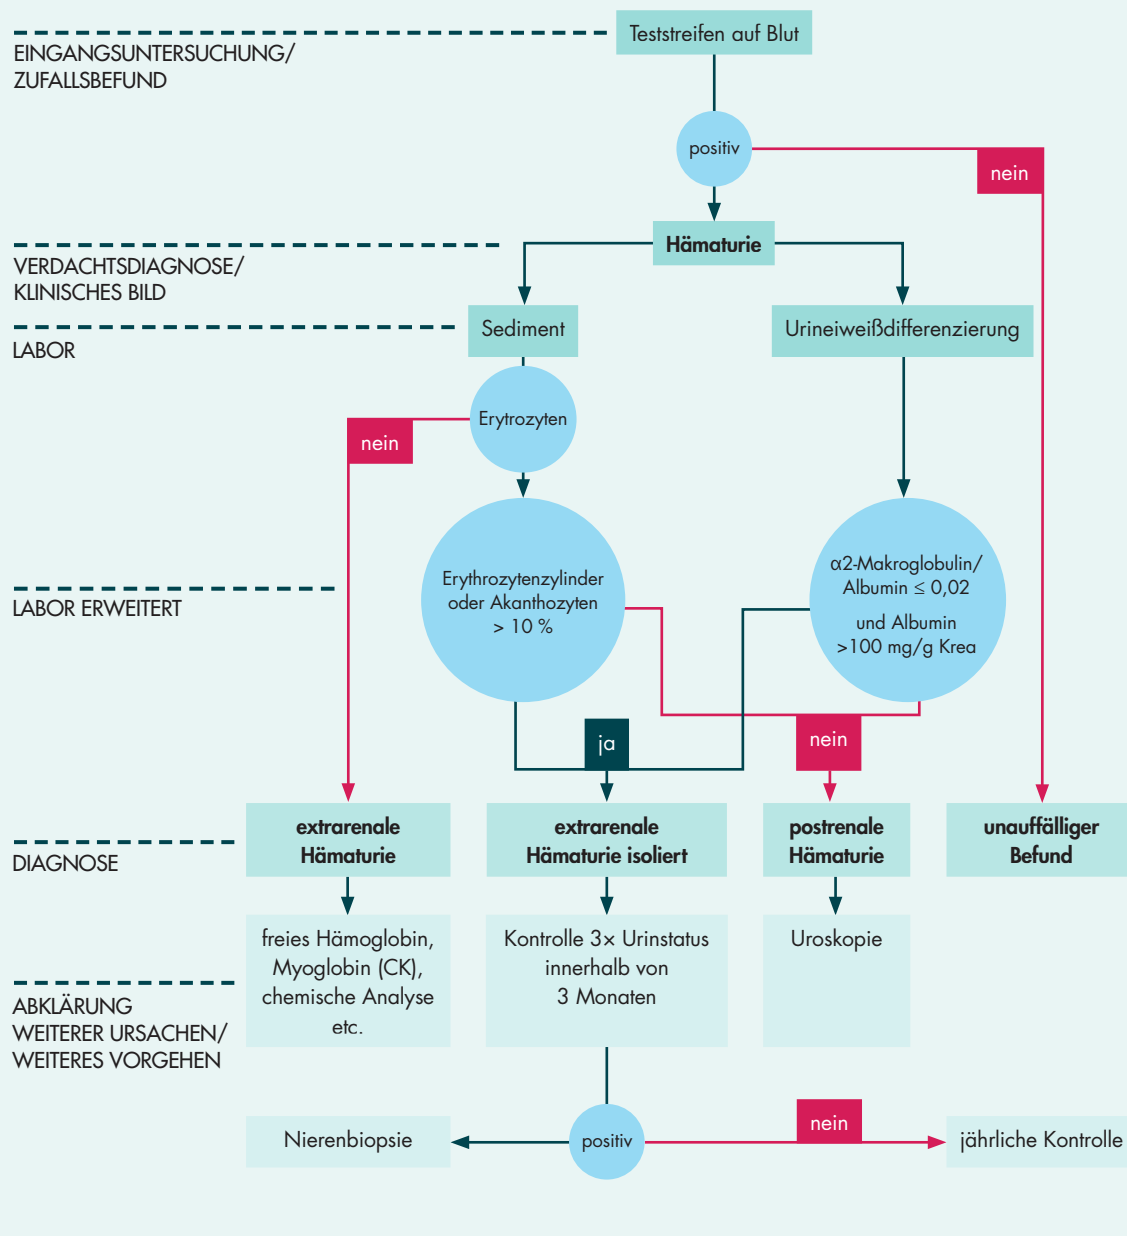 Teststreifen auf Blut
EINGANGSUNTERSUCHUNG/
ZUFALLSBEFUND
positiv
nein
Hämaturie
VERDACHTSDIAGNOSE/
KLINISCHES BILD
Sediment
Urineiweißdifferenzierung
LABOR
Erytrozyten
nein
Erythrozytenzylinder
oder Akanthozyten
> 10 %
α2-Makroglobulin/
Albumin ≤ 0,02
und Albumin
>100 mg/g Krea
LABOR ERWEITERT
ja
nein
extrarenale
Hämaturie
extrarenale
Hämaturie isoliert
postrenale
Hämaturie
unauffälliger
Befund
DIAGNOSE
freies Hämoglobin,
Myoglobin (CK),
chemische Analyse
etc.
Kontrolle 3× Urinstatus
innerhalb von
3 Monaten
Uroskopie
ABKLÄRUNG
WEITERER URSACHEN/
WEITERES VORGEHEN
Nierenbiopsie
positiv
nein
jährliche Kontrolle